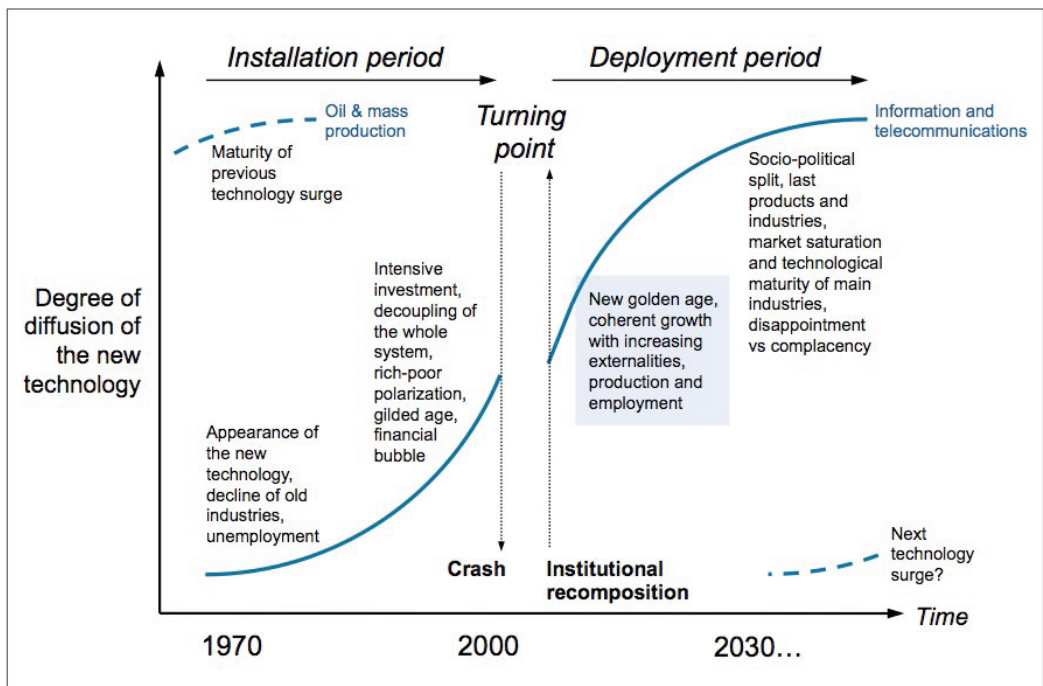 Installation period
Deployment period
Oil & mass
production
Maturity of
previous
technology surge
Turning
point
Information and
telecommunications
Socio-political
split, last
products and
industries,
market saturation
and technological
maturity of main
industries,
disappointment
vs complacency
Degree of
diffusion of
the new
technology
Intensive
investment,
decoupling of
the whole
system,
rich-poor
polarization,
gilded age,
financial
bubble
New golden age,
coherent growth
with increasing
externalities,
production and
employment
Appearance of
the new
technology,
decline of old
industries,
unemployment
Crash
Institutional
recomposition
Next
technology
surge?
Time
1970
2000
2030...